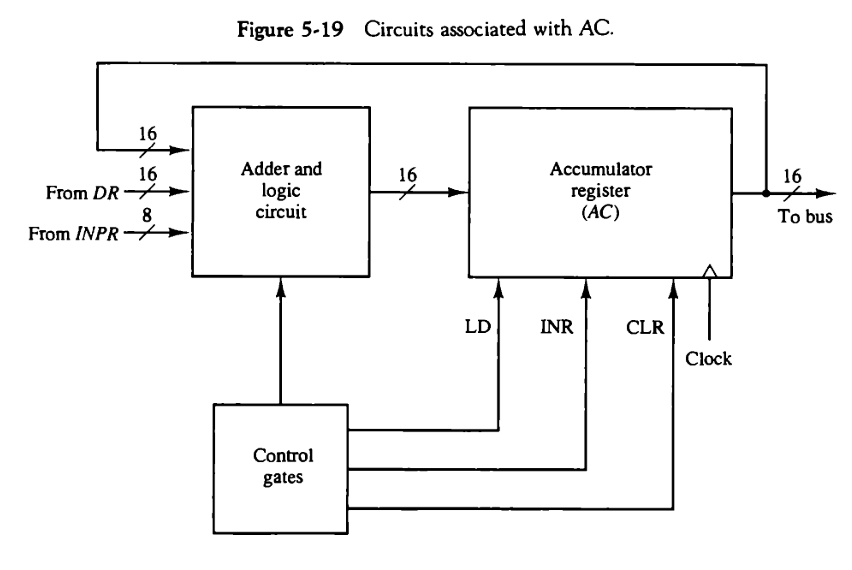 Figure 5-19 Circuits associated with AC.
16
16
From DR
8
From INPR
Adder and
logic
circuit
16
Accumulator
register
(AC)
16
To bus
LD
INR
CLR
Clock
Control
gates